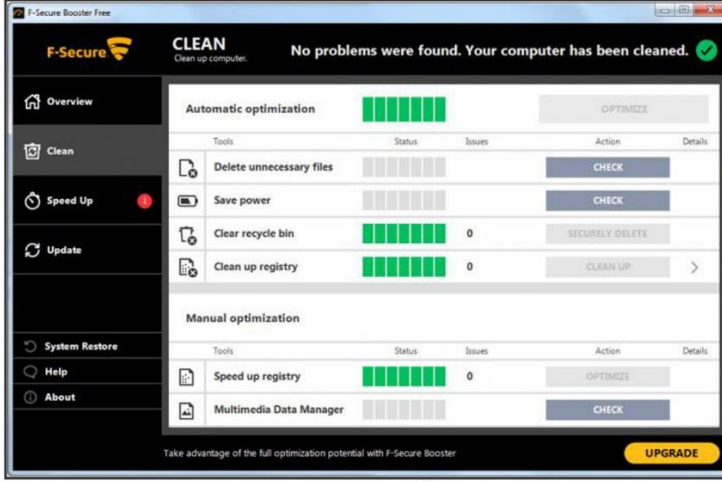 F-Secure Booster Free
F-Secure
CLEAN
Clean up computer.
No problems were found. Your computer has been cleaned.
Overview
Clean
Speed Up 1
Update
System Restore
Help
About
Automatic optimization OPTIMIZE
Tools Status Issues Action Details
Delete unnecessary files CHECK
Save power CHECK
Clear recycle bin 0 SECURELY DELETE
Clean up registry 0 CLEAN UP
Manual optimization
Tools Status Issues Action Details
Speed up registry 0 OPTIMIZE
Multimedia Data Manager CHECK
Take advantage of the full optimization potential with F-Secure Booster
UPGRADE